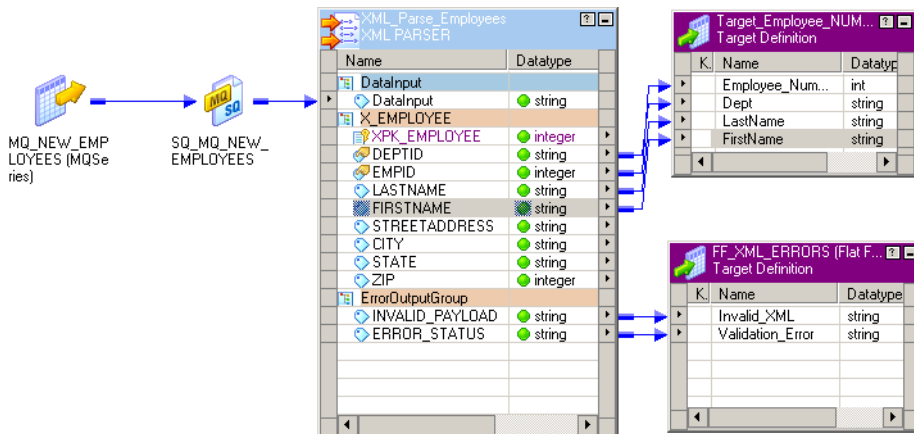 MQ_NEW_EMP
LOYEES (MQSe
ries)
SQ_MQ_NEW_
EMPLOYEES
MQ
SQ
XML_Parse_Employees
XML PARSER
Name Datatype
DataInput
DataInput string
X_EMPLOYEE
XPK_EMPLOYEE integer
DEPTID string
EMPID integer
LASTNAME string
FIRSTNAME string
STREETADDRESS string
CITY string
STATE string
ZIP integer
ErrorOutputGroup
INVALID_PAYLOAD string
ERROR_STATUS string
Target_Employee_NUM...
Target Definition
K. Name Datatyp
Employee_Num... int
Dept string
LastName string
FirstName string
FF_XML_ERRORS (Flat F...
Target Definition
K. Name Datatype
Invalid_XML string
Validation_Error string